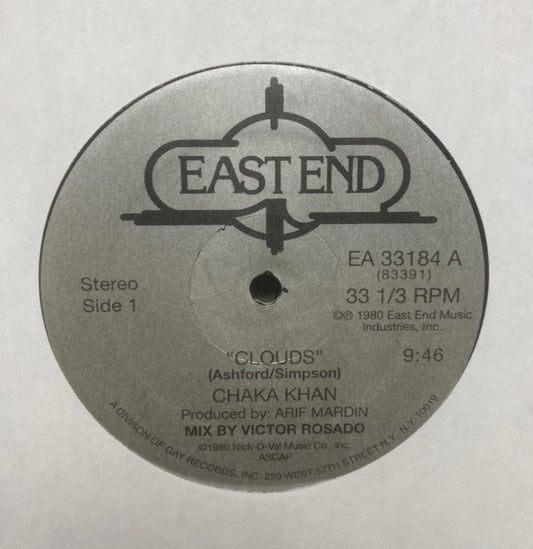 EAST END
EA 33184 A
(83391)
Stereo
Side 1
33 1/3 RPM
©℗ 1980 East End Music
Industries, Inc.
"CLOUDS"
9:46
(Ashford/Simpson)
CHAKA KHAN
Produced by: ARIF MARDIN
MIX BY VICTOR ROSADO
©1980 Nick-O-Val Music Co., Inc.
ASCAP
A DIVISION OF GAY RECORDS, INC. 250 WEST 57TH STREET N.Y. N.Y. 10019